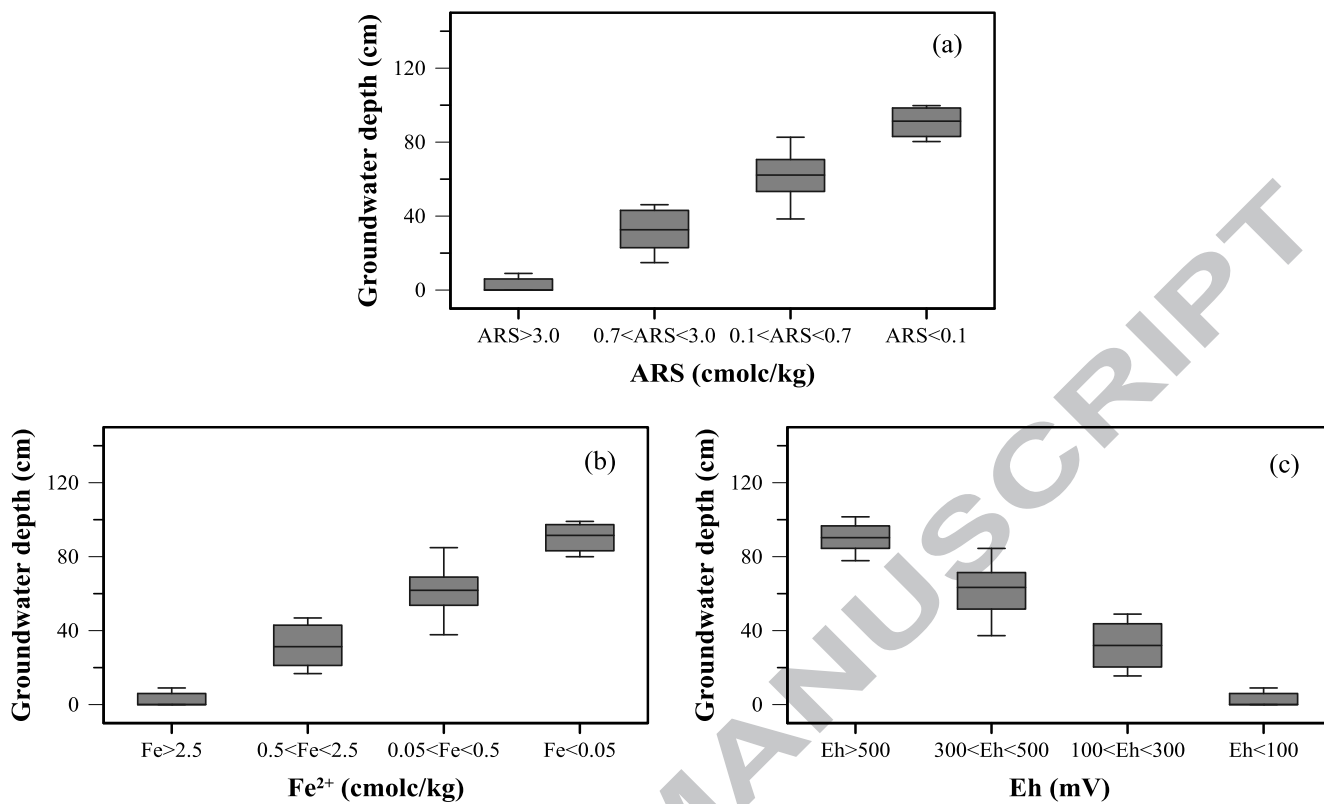 (a)
Groundwater depth (cm)
120
80
40
0
ARS>3.0 0.7<ARS<3.0 0.1<ARS<0.7 ARS<0.1
ARS (cmolc/kg)
(b)
Groundwater depth (cm)
120
80
40
0
Fe>2.5 0.5<Fe<2.5 0.05<Fe<0.5 Fe<0.05
Fe²⁺ (cmolc/kg)
(c)
Groundwater depth (cm)
120
80
40
0
Eh>500 300<Eh<500 100<Eh<300 Eh<100
Eh (mV)
MANUSCRIPT